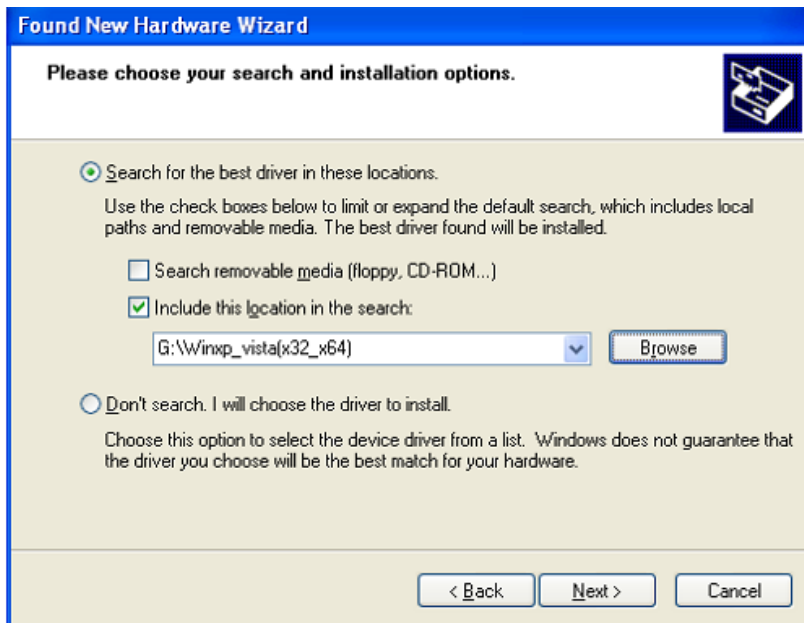 Found New Hardware Wizard
Please choose your search and installation options.
Search for the best driver in these locations.
Use the check boxes below to limit or expand the default search, which includes local
paths and removable media. The best driver found will be installed.
Search removable media (floppy, CD-ROM...)
Include this location in the search:
G:\Winxp_vista(x32_x64)
Browse
Don't search. I will choose the driver to install.
Choose this option to select the device driver from a list. Windows does not guarantee that
the driver you choose will be the best match for your hardware.
< Back Next > Cancel